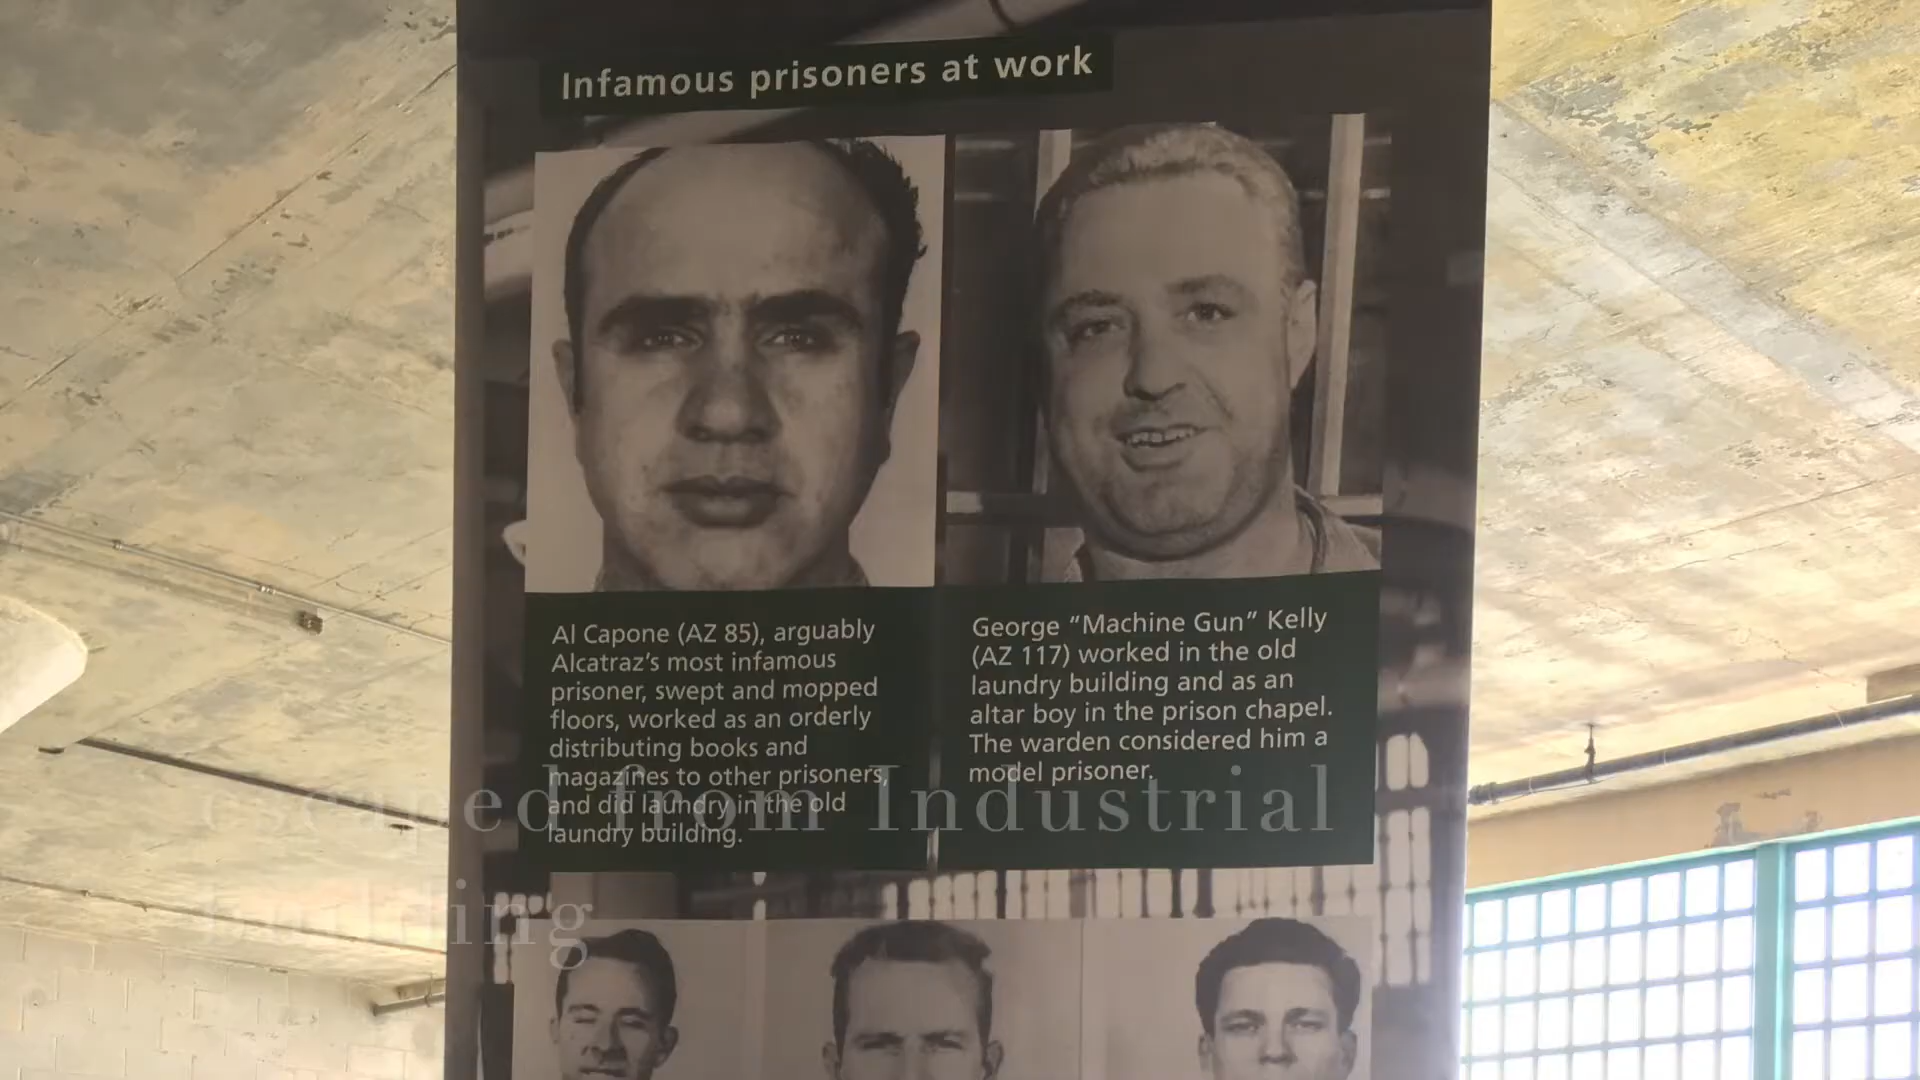 Infamous prisoners at work
Al Capone (AZ 85), arguably
Alcatraz's most infamous
prisoner, swept and mopped
floors, worked as an orderly
distributing books and
magazines to other prisoners,
and did laundry in the old
laundry building.
George “Machine Gun” Kelly
(AZ 117) worked in the old
laundry building and as an
altar boy in the prison chapel.
The warden considered him a
model prisoner.
escaped from Industrial
building